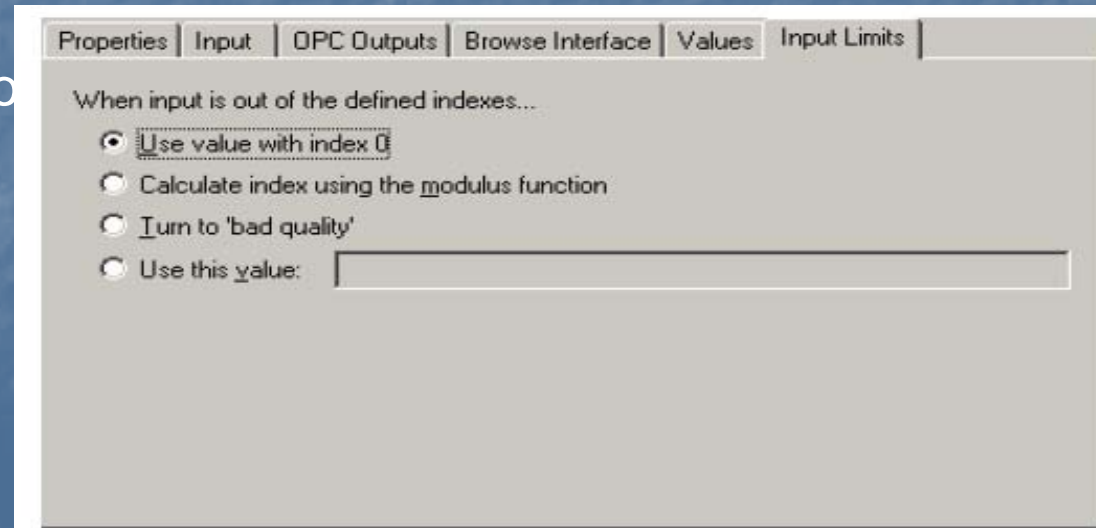 Properties Input OPC Outputs Browse Interface Values Input Limits
When input is out of the defined indexes...
Use value with index 0
Calculate index using the modulus function
Turn to 'bad quality'
Use this value: